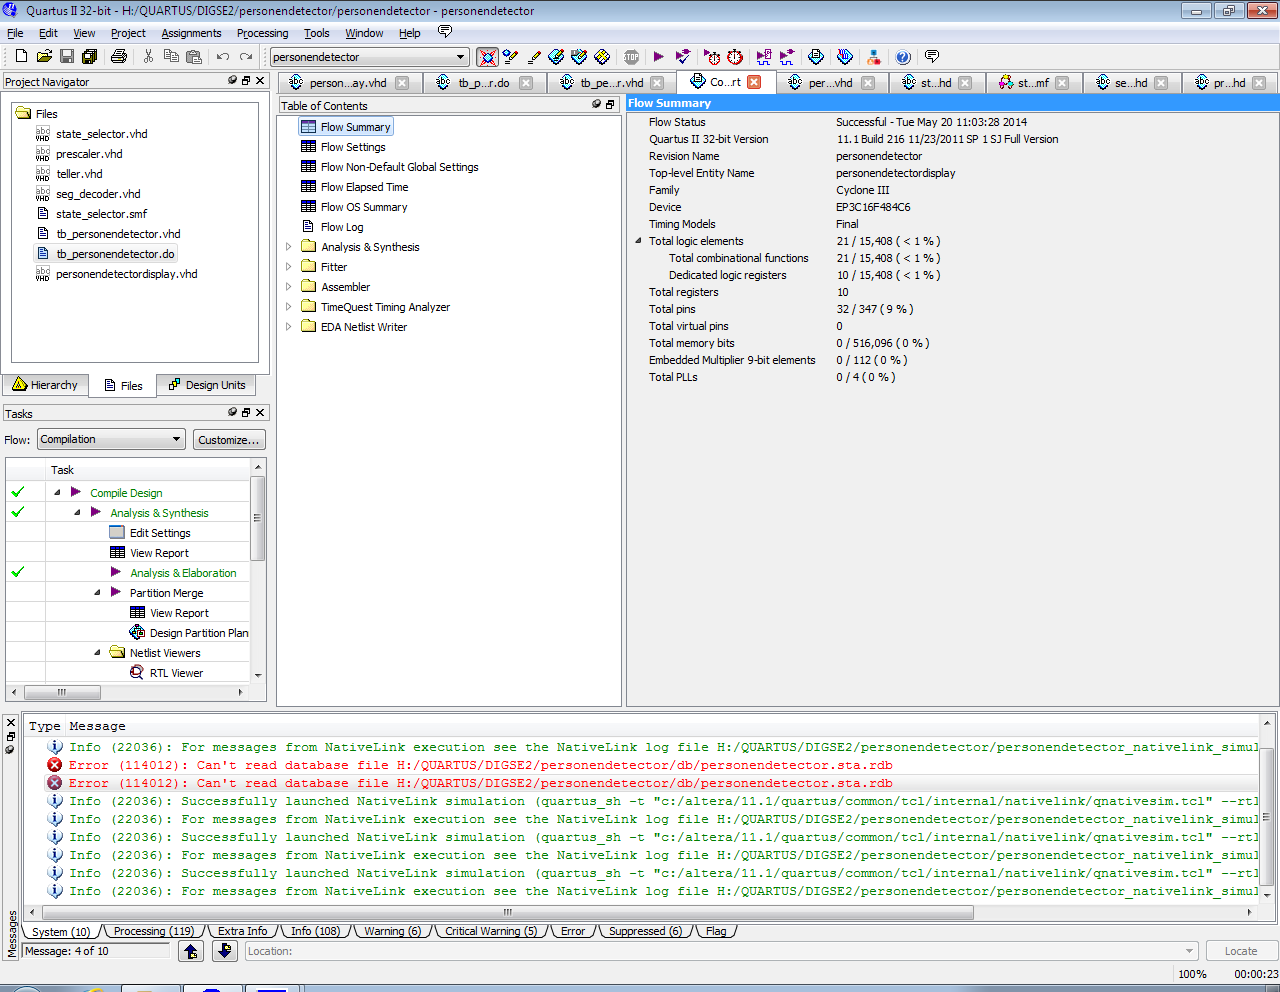 Quartus II 32-bit - H:/QUARTUS/DIGSE2/personendetector/personendetector - personendetector
File Edit View Project Assignments Processing Tools Window Help
personendetector
STOP
Project Navigator
Files
state_selector.vhd
prescaler.vhd
teller.vhd
seg_decoder.vhd
state_selector.smf
tb_personendetector.vhd
tb_personendetector.do
personendetectordisplay.vhd
Hierarchy Files Design Units
Tasks
Flow: Compilation Customize...
Task
Compile Design
Analysis & Synthesis
Edit Settings
View Report
Analysis & Elaboration
Partition Merge
View Report
Design Partition Plan
Netlist Viewers
RTL Viewer
person...ay.vhd tb_p...r.do tb_pe...r.vhd Co...rt per...vhd st...hd st...mf se...hd pr...hd
Table of Contents
Flow Summary
Flow Settings
Flow Non-Default Global Settings
Flow Elapsed Time
Flow OS Summary
Flow Log
Analysis & Synthesis
Fitter
Assembler
TimeQuest Timing Analyzer
EDA Netlist Writer
Flow Summary
Flow Status Successful - Tue May 20 11:03:28 2014
Quartus II 32-bit Version 11.1 Build 216 11/23/2011 SP 1 SJ Full Version
Revision Name personendetector
Top-level Entity Name personendetectordisplay
Family Cyclone III
Device EP3C16F484C6
Timing Models Final
Total logic elements 21 / 15,408 ( < 1 % )
Total combinational functions 21 / 15,408 ( < 1 % )
Dedicated logic registers 10 / 15,408 ( < 1 % )
Total registers 10
Total pins 32 / 347 ( 9 % )
Total virtual pins 0
Total memory bits 0 / 516,096 ( 0 % )
Embedded Multiplier 9-bit elements 0 / 112 ( 0 % )
Total PLLs 0 / 4 ( 0 % )
Type Message
Info (22036): For messages from NativeLink execution see the NativeLink log file H:/QUARTUS/DIGSE2/personendetector/personendetector_nativelink_simul
Error (114012): Can't read database file H:/QUARTUS/DIGSE2/personendetector/db/personendetector.sta.rdb
Error (114012): Can't read database file H:/QUARTUS/DIGSE2/personendetector/db/personendetector.sta.rdb
Info (22036): Successfully launched NativeLink simulation (quartus_sh -t "c:/altera/11.1/quartus/common/tcl/internal/nativelink/qnativesim.tcl" --rtl
Info (22036): For messages from NativeLink execution see the NativeLink log file H:/QUARTUS/DIGSE2/personendetector/personendetector_nativelink_simul
Info (22036): Successfully launched NativeLink simulation (quartus_sh -t "c:/altera/11.1/quartus/common/tcl/internal/nativelink/qnativesim.tcl" --rtl
Info (22036): For messages from NativeLink execution see the NativeLink log file H:/QUARTUS/DIGSE2/personendetector/personendetector_nativelink_simul
Info (22036): Successfully launched NativeLink simulation (quartus_sh -t "c:/altera/11.1/quartus/common/tcl/internal/nativelink/qnativesim.tcl" --rtl
Info (22036): For messages from NativeLink execution see the NativeLink log file H:/QUARTUS/DIGSE2/personendetector/personendetector_nativelink_simul
Messages
System (10) Processing (119) Extra Info Info (108) Warning (6) Critical Warning (5) Error Suppressed (6) Flag
Message: 4 of 10 Location: Locate
100% 00:00:23